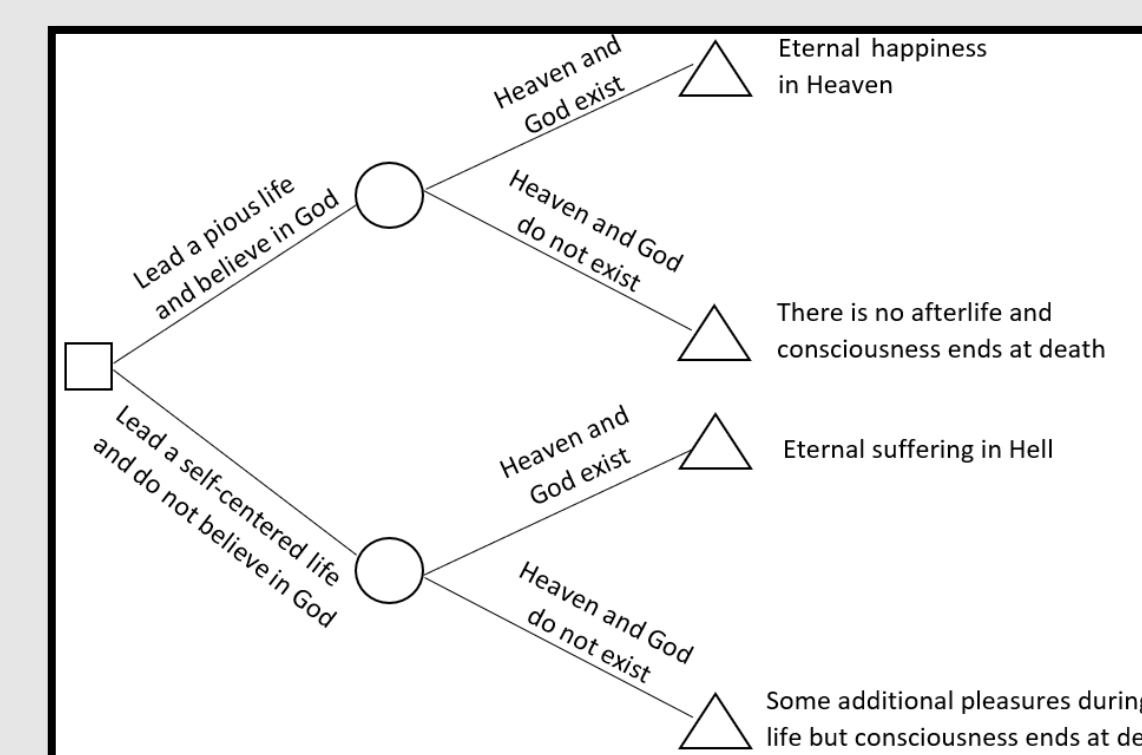 Heaven and
God exist
Eternal happiness
in Heaven
Lead a pious life
and believe in God
Heaven and God
do not exist
There is no afterlife and
consciousness ends at death
Lead a self-centered life
and do not believe in God
Heaven and
God exist
Eternal suffering in Hell
Heaven and God
do not exist
Some additional pleasures during
life but consciousness ends at